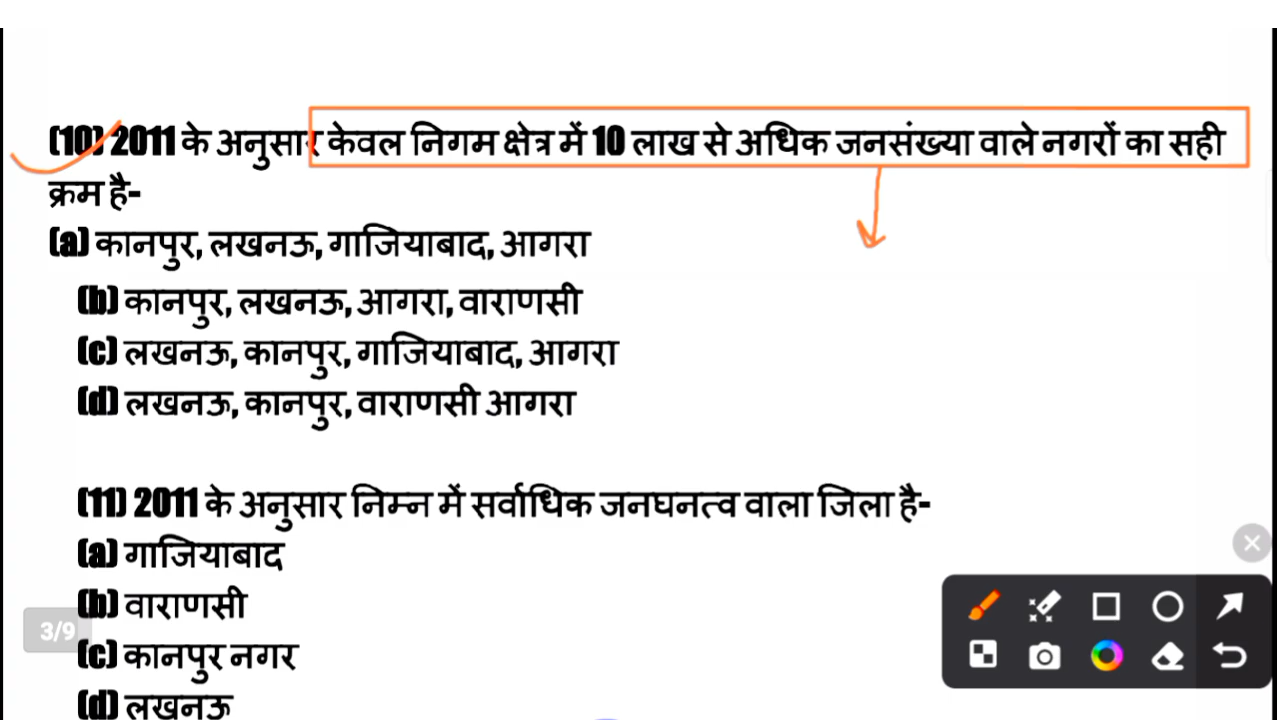 (10) 2011 के अनुसार केवल निगम क्षेत्र में 10 लाख से अधिक जनसंख्या वाले नगरों का सही
क्रम है-
(a) कानपुर, लखनऊ, गाजियाबाद, आगरा
(b) कानपुर, लखनऊ, आगरा, वाराणसी
(c) लखनऊ, कानपुर, गाजियाबाद, आगरा
(d) लखनऊ, कानपुर, वाराणसी आगरा
(11) 2011 के अनुसार निम्न में सर्वाधिक जनघनत्व वाला जिला है-
(a) गाजियाबाद
(b) वाराणसी
3/9
(c) कानपुर नगर
(d) लखनऊ